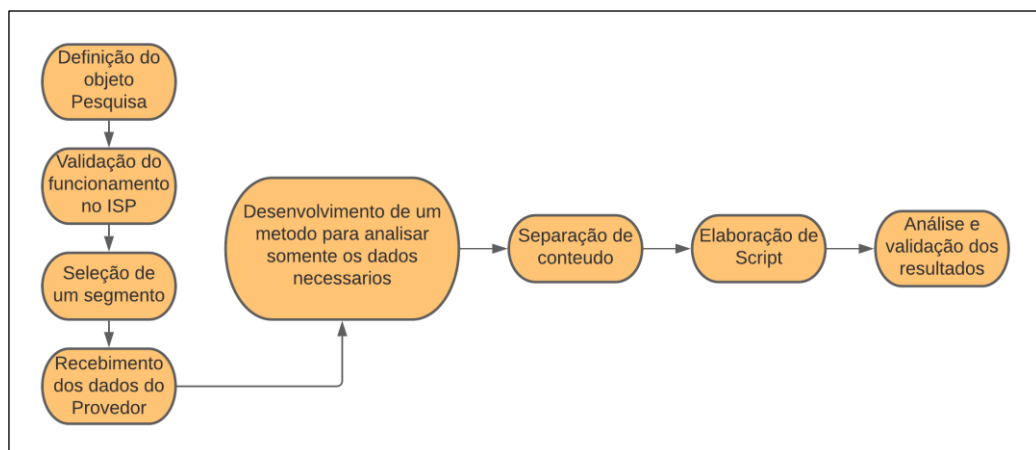 Definição do
objeto
Pesquisa
Validação do
funcionamento
no ISP
Seleção de
um segmento
Recebimento
dos dados do
Provedor
Desenvolvimento de um
metodo para analisar
somente os dados
necessarios
Separação de
conteudo
Elaboração de
Script
Análise e
validação dos
resultados